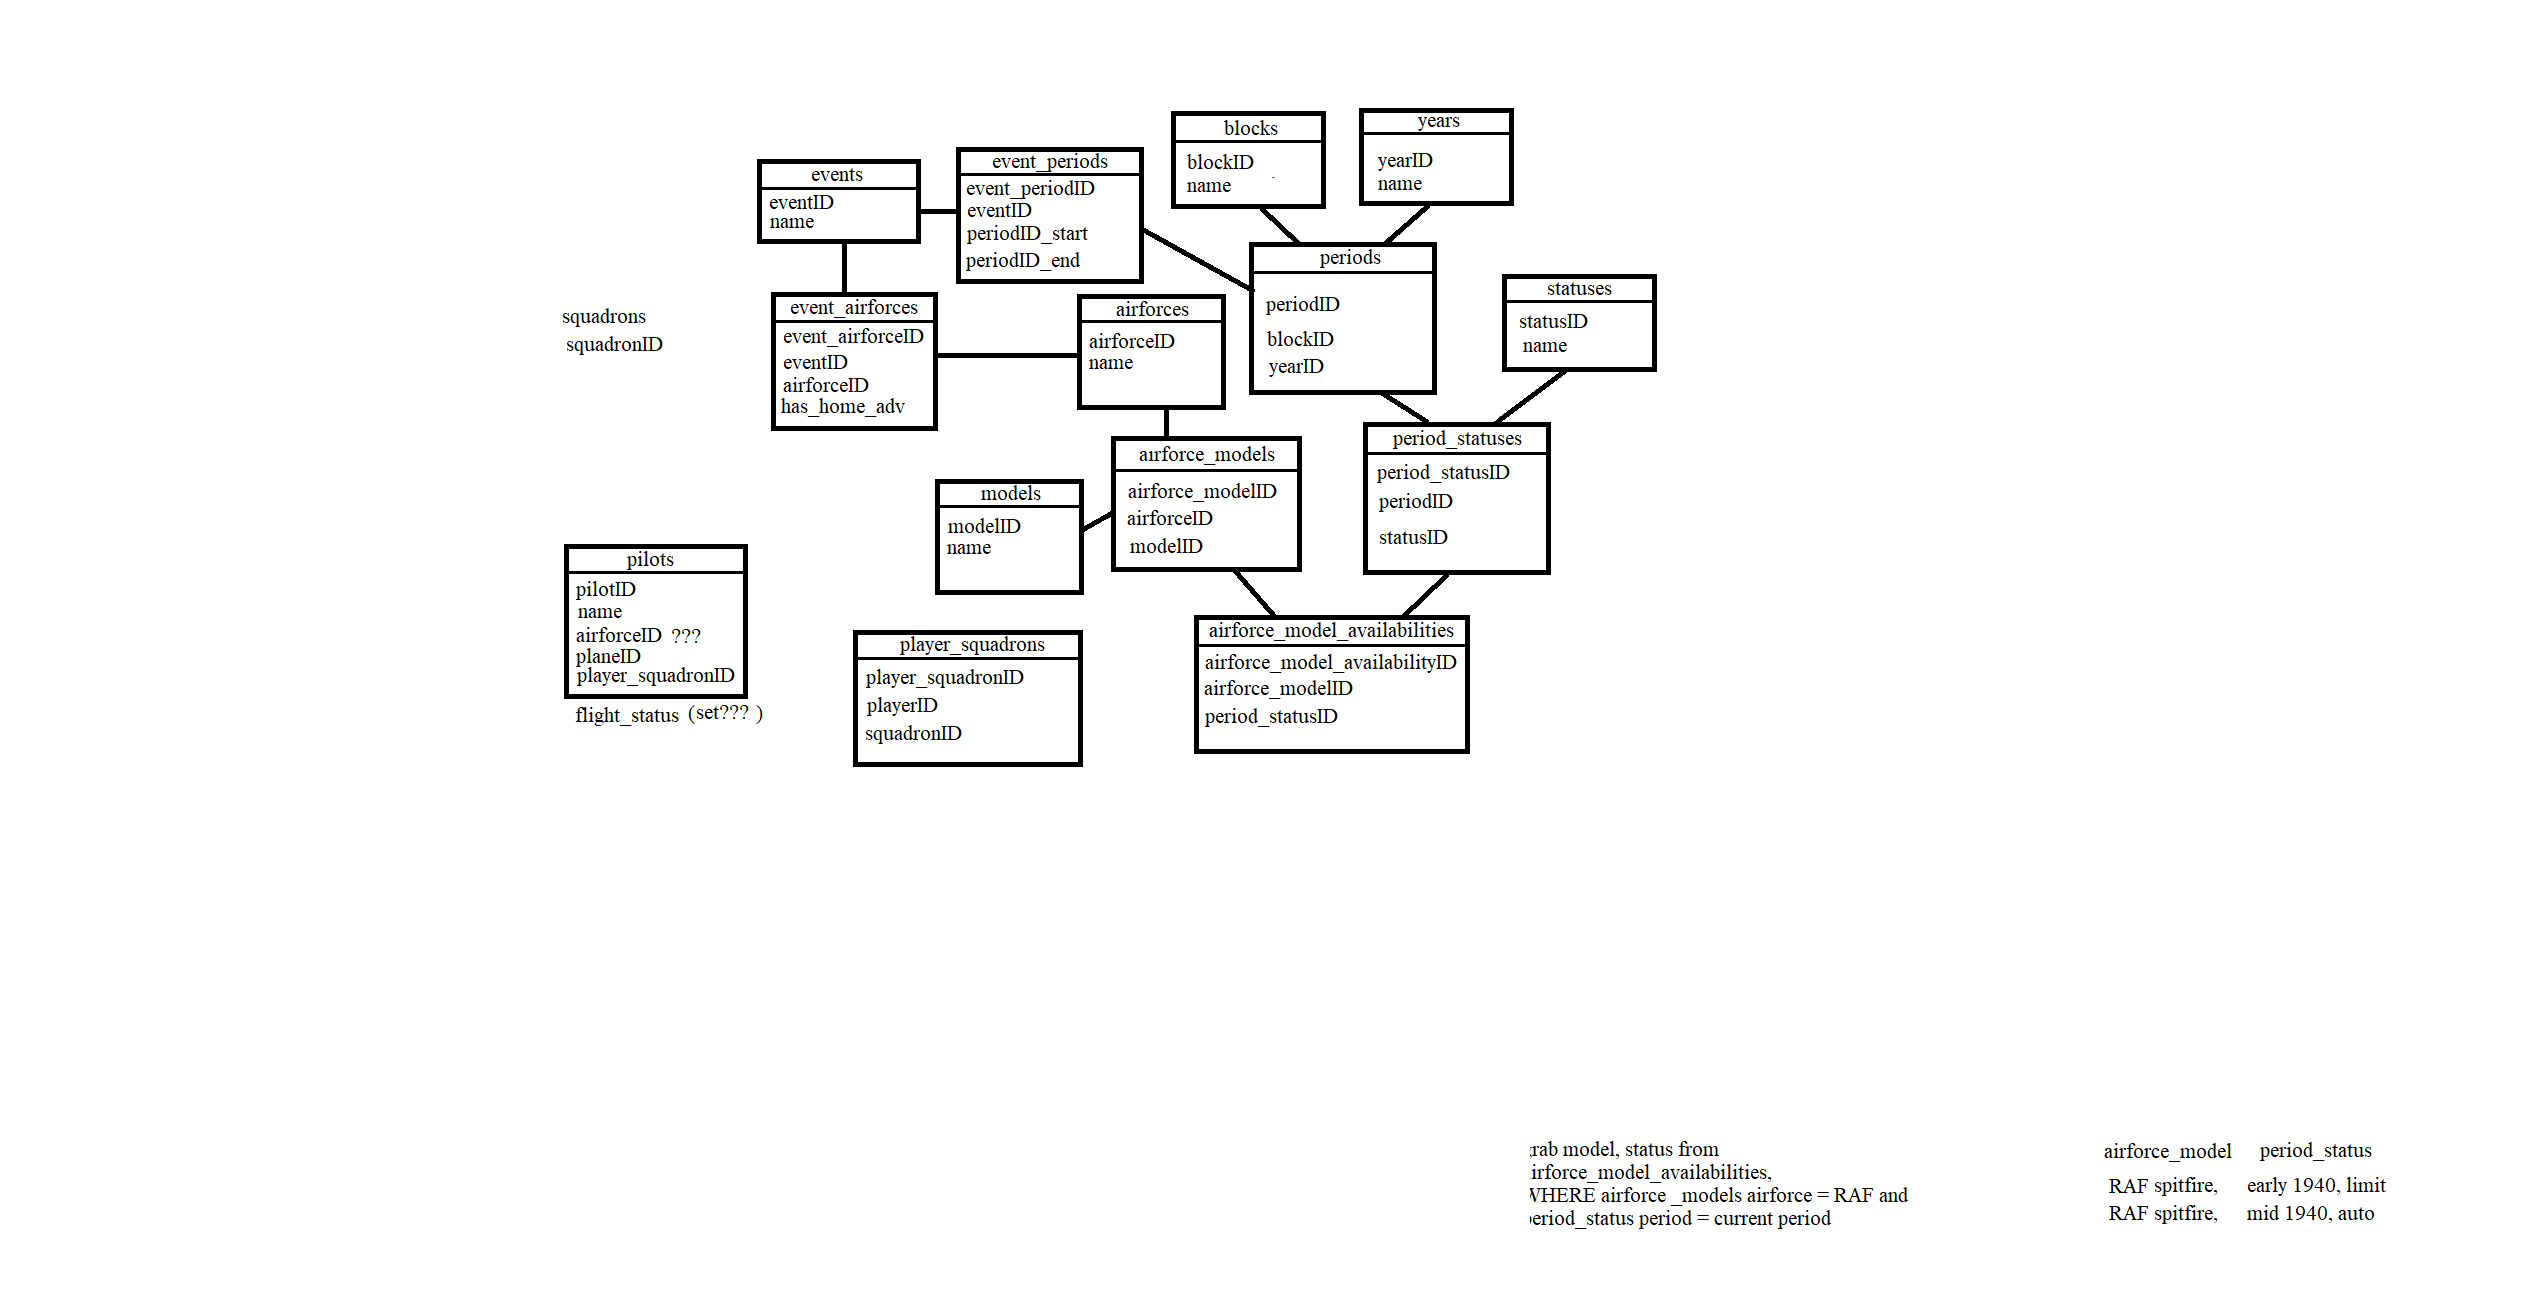 blocks
blockID
name
years
yearID
name
events
eventID
name
event_periods
event_periodID
eventID
periodID_start
periodID_end
periods
periodID
blockID
yearID
statuses
statusID
name
squadrons
squadronID
event_airforces
event_airforceID
eventID
airforceID
has_home_adv
airforces
airforceID
name
airforce_models
airforce_modelID
airforceID
modelID
period_statuses
period_statusID
periodID
statusID
models
modelID
name
pilots
pilotID
name
airforceID ???
planeID
player_squadronID
flight_status (set??? )
player_squadrons
player_squadronID
playerID
squadronID
airforce_model_availabilities
airforce_model_availabilityID
airforce_modelID
period_statusID
rab model, status from
irforce_model_availabilities,
WHERE airforce _models airforce = RAF and
period_status period = current period
airforce_model period_status
RAF spitfire, early 1940, limit
RAF spitfire, mid 1940, auto